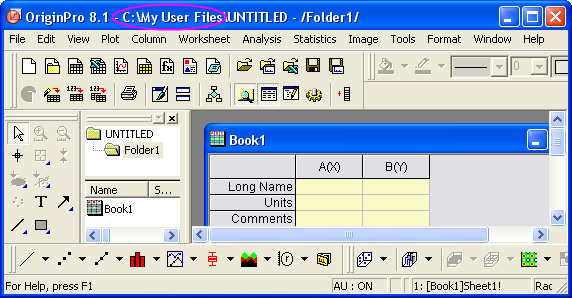 OriginPro 8.1 - C:\My User Files\UNTITLED - /Folder1/
File Edit View Plot Column Worksheet Analysis Statistics Image Tools Format Window Help
UNTITLED
Folder1
Name S...
Book1
Book1
A(X) B(Y)
Long Name
Units
Comments
For Help, press F1 AU : ON 1: [Book1]Sheet1! Rac